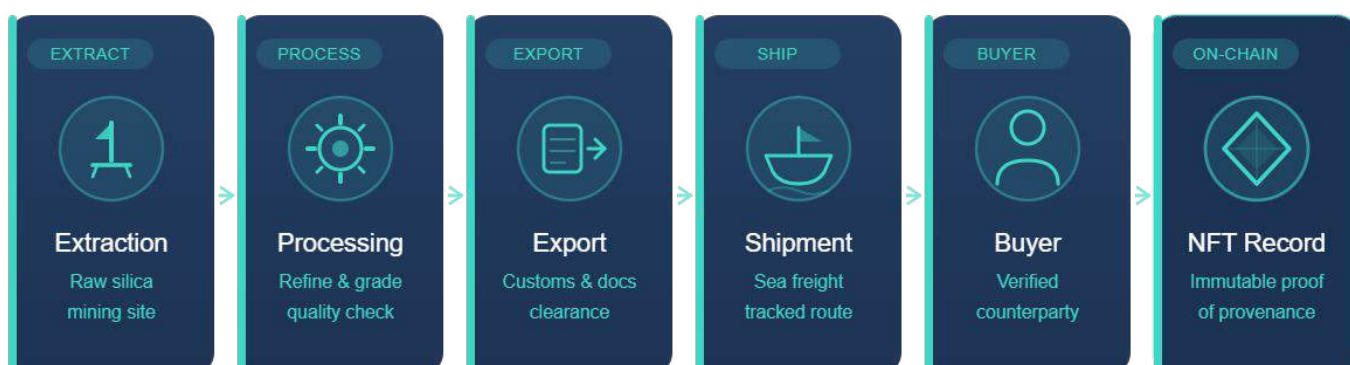 EXTRACT
Extraction
Raw silica
mining site
PROCESS
Processing
Refine & grade
quality check
EXPORT
Export
Customs & docs
clearance
SHIP
Shipment
Sea freight
tracked route
BUYER
Buyer
Verified
counterparty
ON-CHAIN
NFT Record
Immutable proof
of provenance